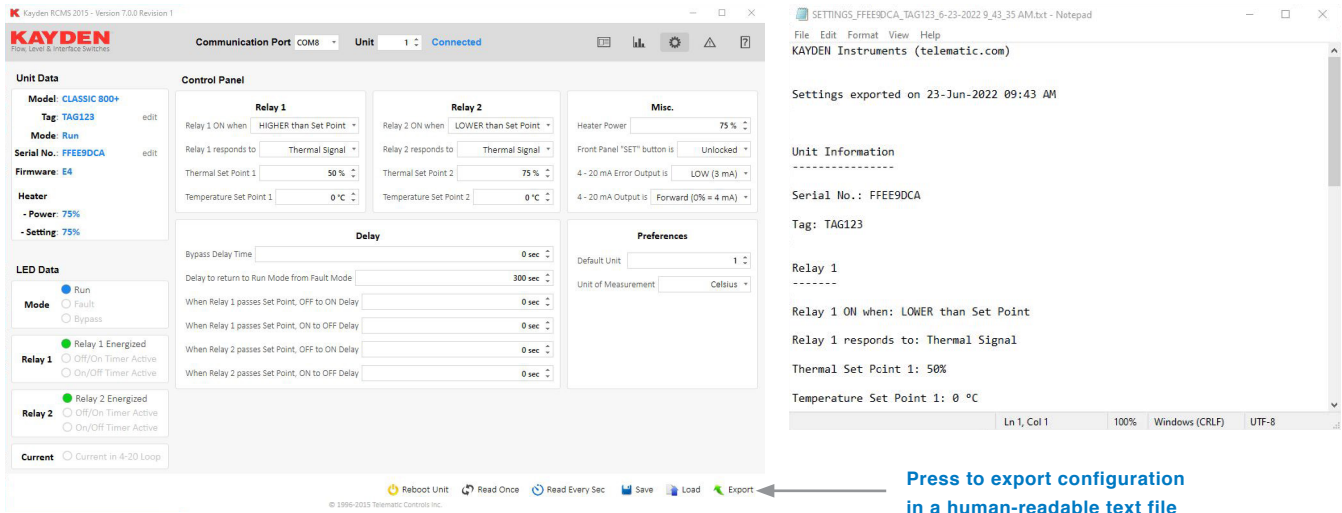 Kayden RCMS 2015 - Version 7.0.0 Revision 1
KAYDEN
Flow, Level & Interface Switches
Communication Port COM8 Unit 1 Connected
Unit Data
Model: CLASSIC 800+
Tag: TAG123 edit
Mode: Run
Serial No.: FFEE9DCA edit
Firmware: E4
Heater
- Power: 75%
- Setting: 75%
LED Data
Mode
Run
Fault
Bypass
Relay 1
Relay 1 Energized
Off/On Timer Active
On/Off Timer Active
Relay 2
Relay 2 Energized
Off/On Timer Active
On/Off Timer Active
Current Current in 4-20 Loop
Control Panel
Relay 1
Relay 1 ON when HIGHER than Set Point
Relay 1 responds to Thermal Signal
Thermal Set Point 1 50 %
Temperature Set Point 1 0 °C
Relay 2
Relay 2 ON when LOWER than Set Point
Relay 2 responds to Thermal Signal
Thermal Set Point 2 75 %
Temperature Set Point 2 0 °C
Misc.
Heater Power 75 %
Front Panel "SET" button is Unlocked
4 - 20 mA Error Output is LOW (3 mA)
4 - 20 mA Output is Forward (0% = 4 mA)
Delay
Bypass Delay Time 0 sec
Delay to return to Run Mode from Fault Mode 300 sec
When Relay 1 passes Set Point, OFF to ON Delay 0 sec
When Relay 1 passes Set Point, ON to OFF Delay 0 sec
When Relay 2 passes Set Point, OFF to ON Delay 0 sec
When Relay 2 passes Set Point, ON to OFF Delay 0 sec
Preferences
Default Unit 1
Unit of Measurement Celsius
Reboot Unit Read Once Read Every Sec Save Load Export
© 1996-2015 Telematic Controls Inc.
SETTINGS_FFEE9DCA_TAG123_6-23-2022 9_43_35 AM.txt - Notepad
File Edit Format View Help
KAYDEN Instruments (telematic.com)
Settings exported on 23-Jun-2022 09:43 AM
Unit Information
----------------
Serial No.: FFEE9DCA
Tag: TAG123
Relay 1
-------
Relay 1 ON when: LOWER than Set Point
Relay 1 responds to: Thermal Signal
Thermal Set Point 1: 50%
Temperature Set Point 1: 0 ºC
Ln 1, Col 1 100% Windows (CRLF) UTF-8
Press to export configuration
in a human-readable text file